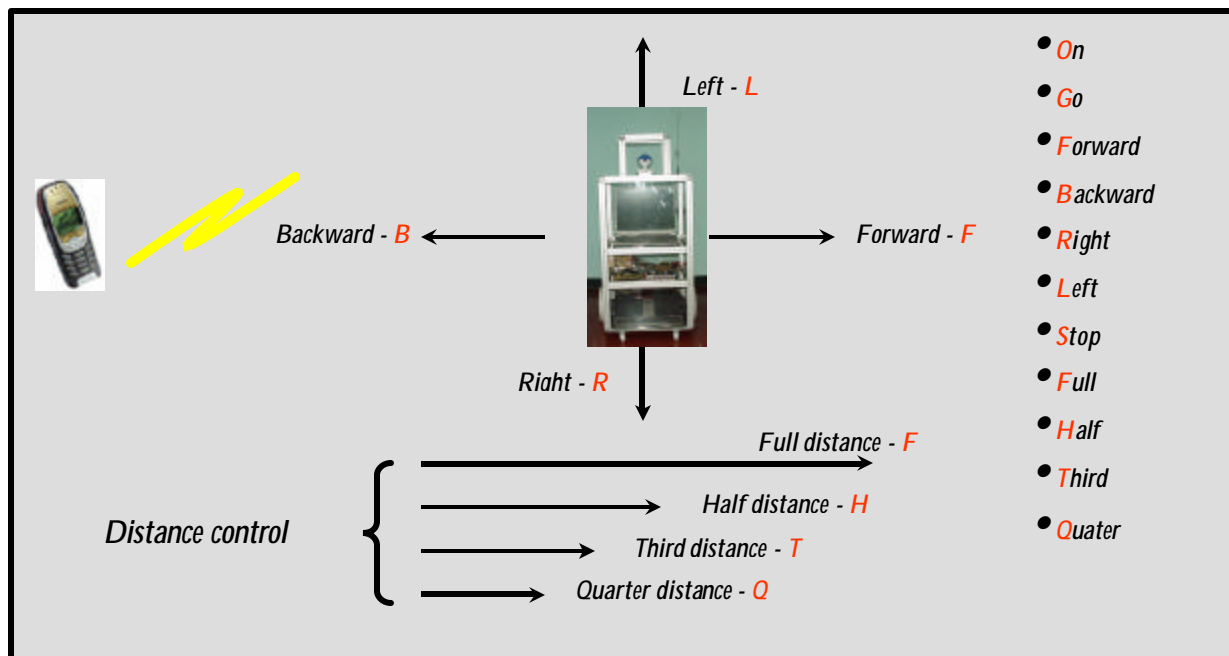 Left - L
Backward - B
Forward - F
Right - R
Distance control
Full distance - F
Half distance - H
Third distance - T
Quarter distance - Q
• On
• Go
• Forward
• Backward
• Right
• Left
• Stop
• Full
• Half
• Third
• Quater